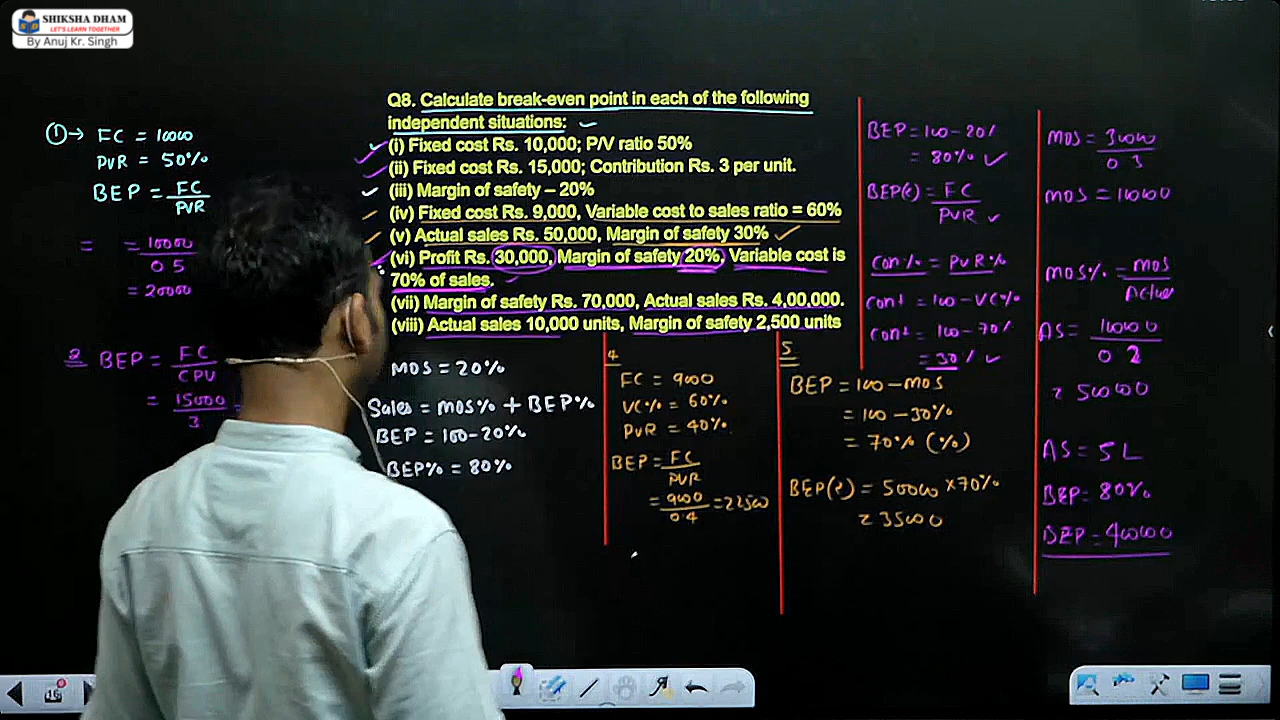 SHIKSHA DHAM
LET'S LEARN TOGETHER
By Anuj Kr. Singh
Q8. Calculate break-even point in each of the following
independent situations:
(i) Fixed cost Rs. 10,000; P/V ratio 50%
(ii) Fixed cost Rs. 15,000; Contribution Rs. 3 per unit.
(iii) Margin of safety – 20%
(iv) Fixed cost Rs. 9,000, Variable cost to sales ratio = 60%
(v) Actual sales Rs. 50,000, Margin of safety 30%
(vi) Profit Rs. 30,000, Margin of safety 20%, Variable cost is
70% of sales.
(vii) Margin of safety Rs. 70,000, Actual sales Rs. 4,00,000.
(viii) Actual sales 10,000 units, Margin of safety 2,500 units
① → FC = 10000
PVR = 50%
BEP = FC
PVR
= = 10000
0.5
= 20000
2 BEP = FC
CPU
= 15000
3
MOS = 20%
Sales = MOS% + BEP%
BEP = 100-20%
BEP% = 80%
4
FC = 9000
VC% = 60%
PVR = 40%
BEP = FC
PVR
= 9000 = 22500
0.4
5
BEP = 100 - MOS
= 100 - 30%
= 70% (%)
BEP(₹) = 50000 × 70%
= 35000
BEP = 100 - 20%
= 80%
BEP(₹) = FC
PVR
Con% = PVR%
Cont = 100 - VC%
Cont = 100 - 70%
= 30%
MOS = 30000
0.3
MOS = 100000
MOS% = MOS
Actual
AS = 100000
0.2
= 500000
AS = 5L
BEP = 80%
BEP = 400000
16